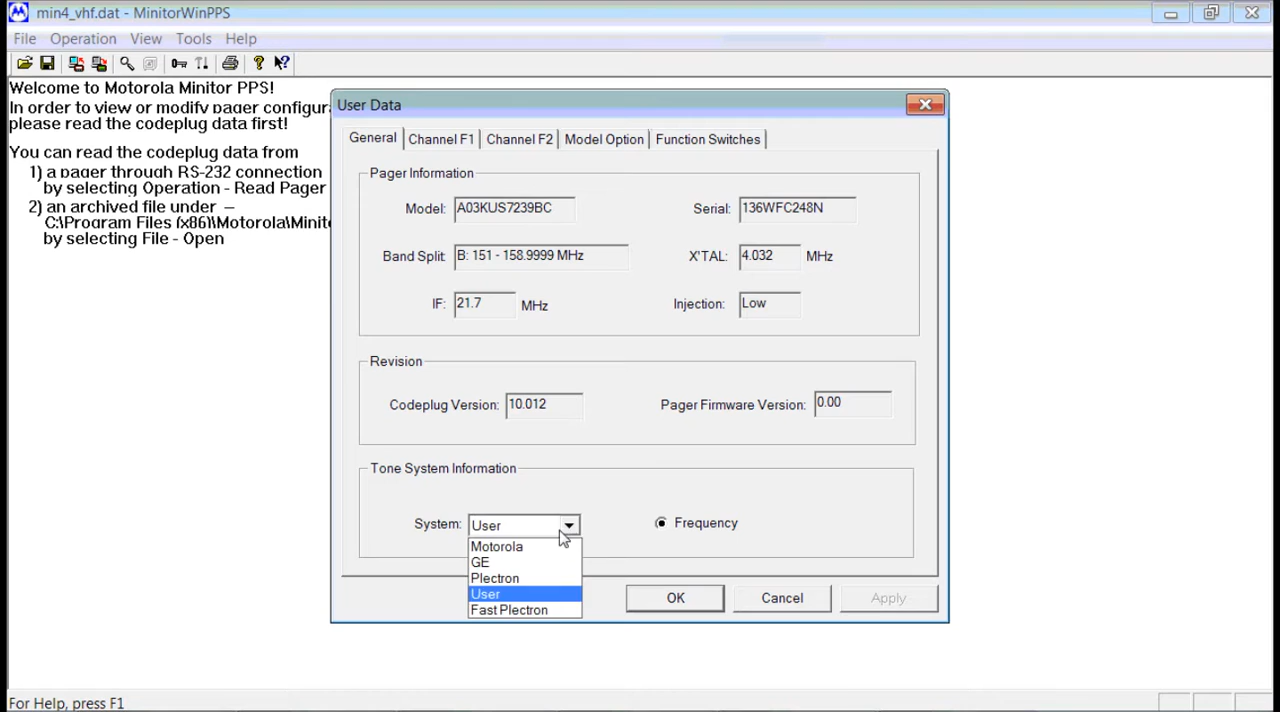 min4_vhf.dat - MinitorWinPPS
File Operation View Tools Help
Welcome to Motorola Minitor PPS!
In order to view or modify pager configura
please read the codeplug data first!
You can read the codeplug data from
1) a pager through RS-232 connection
by selecting Operation - Read Pager
2) an archived file under –
C:\Program Files (x86)\Motorola\Minito
by selecting File - Open
User Data
General Channel F1 Channel F2 Model Option Function Switches
Pager Information
Model: A03KUS7239BC Serial: 136WFC248N
Band Split: B: 151 - 158.9999 MHz X'TAL: 4.032 MHz
IF: 21.7 MHz Injection: Low
Revision
Codeplug Version: 10.012 Pager Firmware Version: 0.00
Tone System Information
System: User Frequency
Motorola
GE
Plectron
User
Fast Plectron
OK Cancel Apply
For Help, press F1